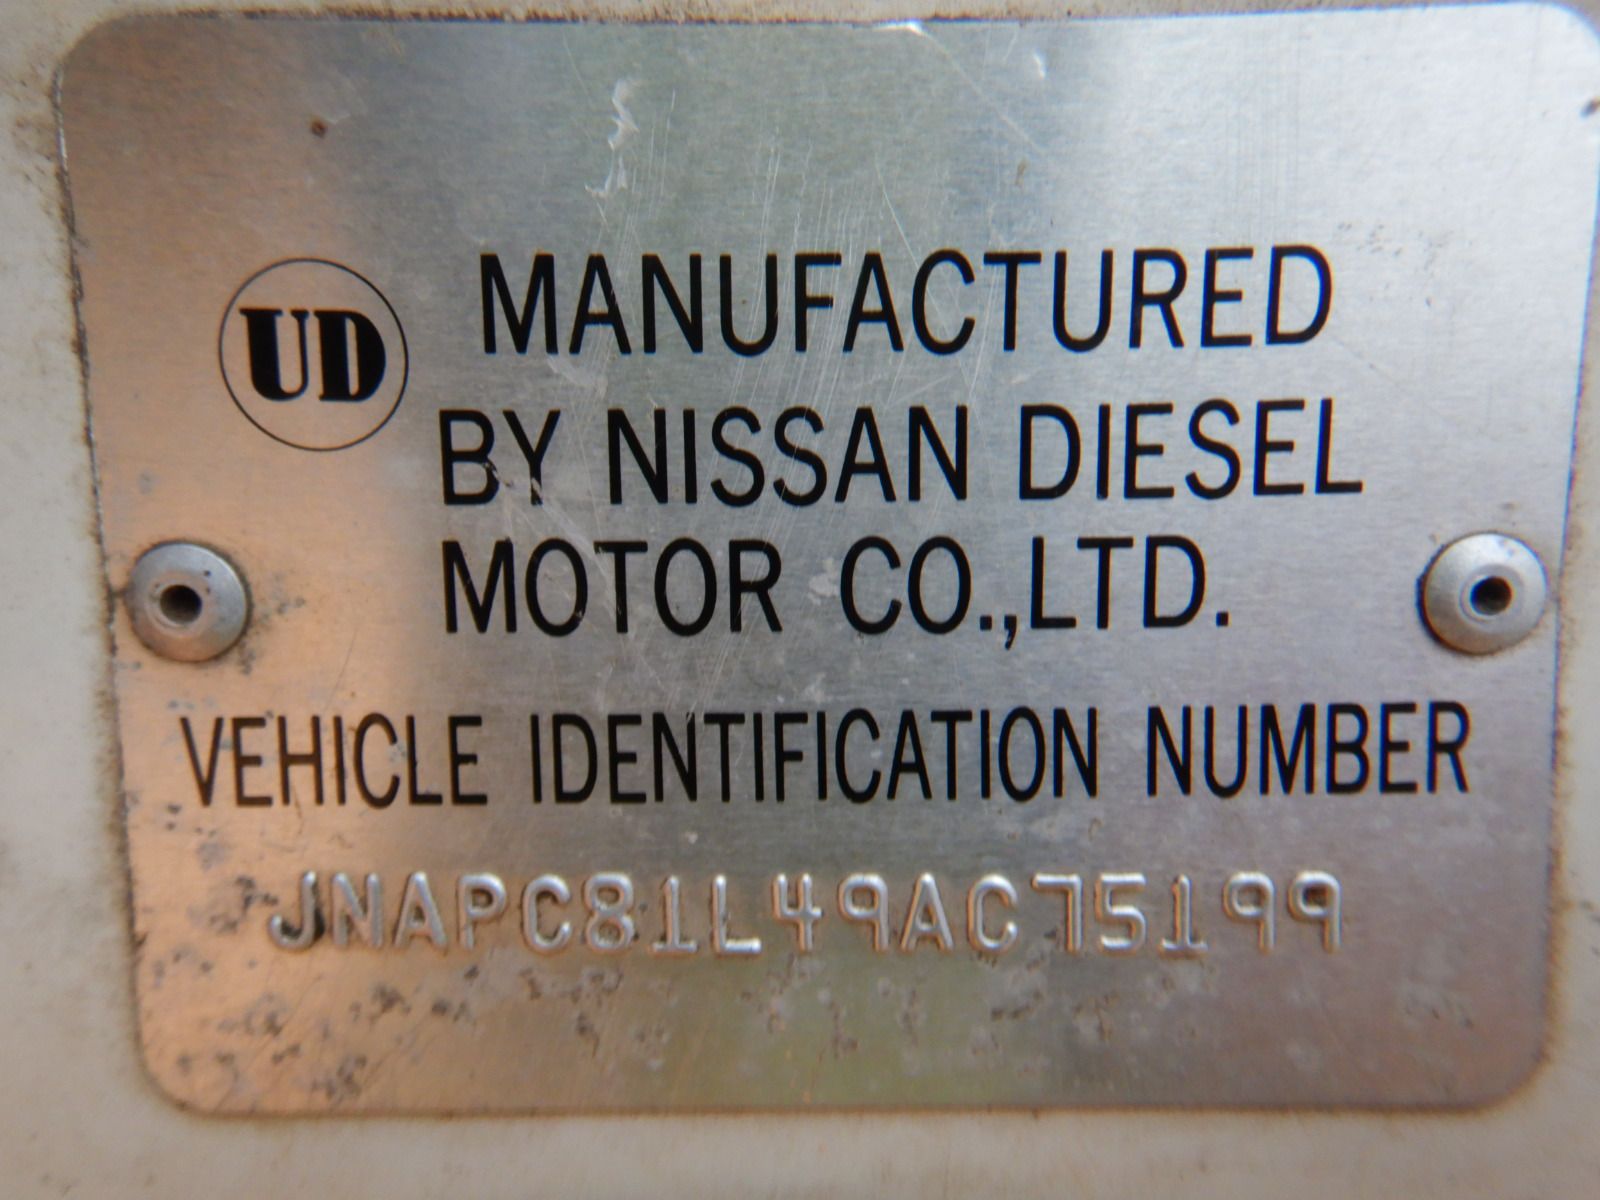 UD MANUFACTURED
BY NISSAN DIESEL
MOTOR CO.,LTD.
VEHICLE IDENTIFICATION NUMBER
JNAPC81L49AC75199